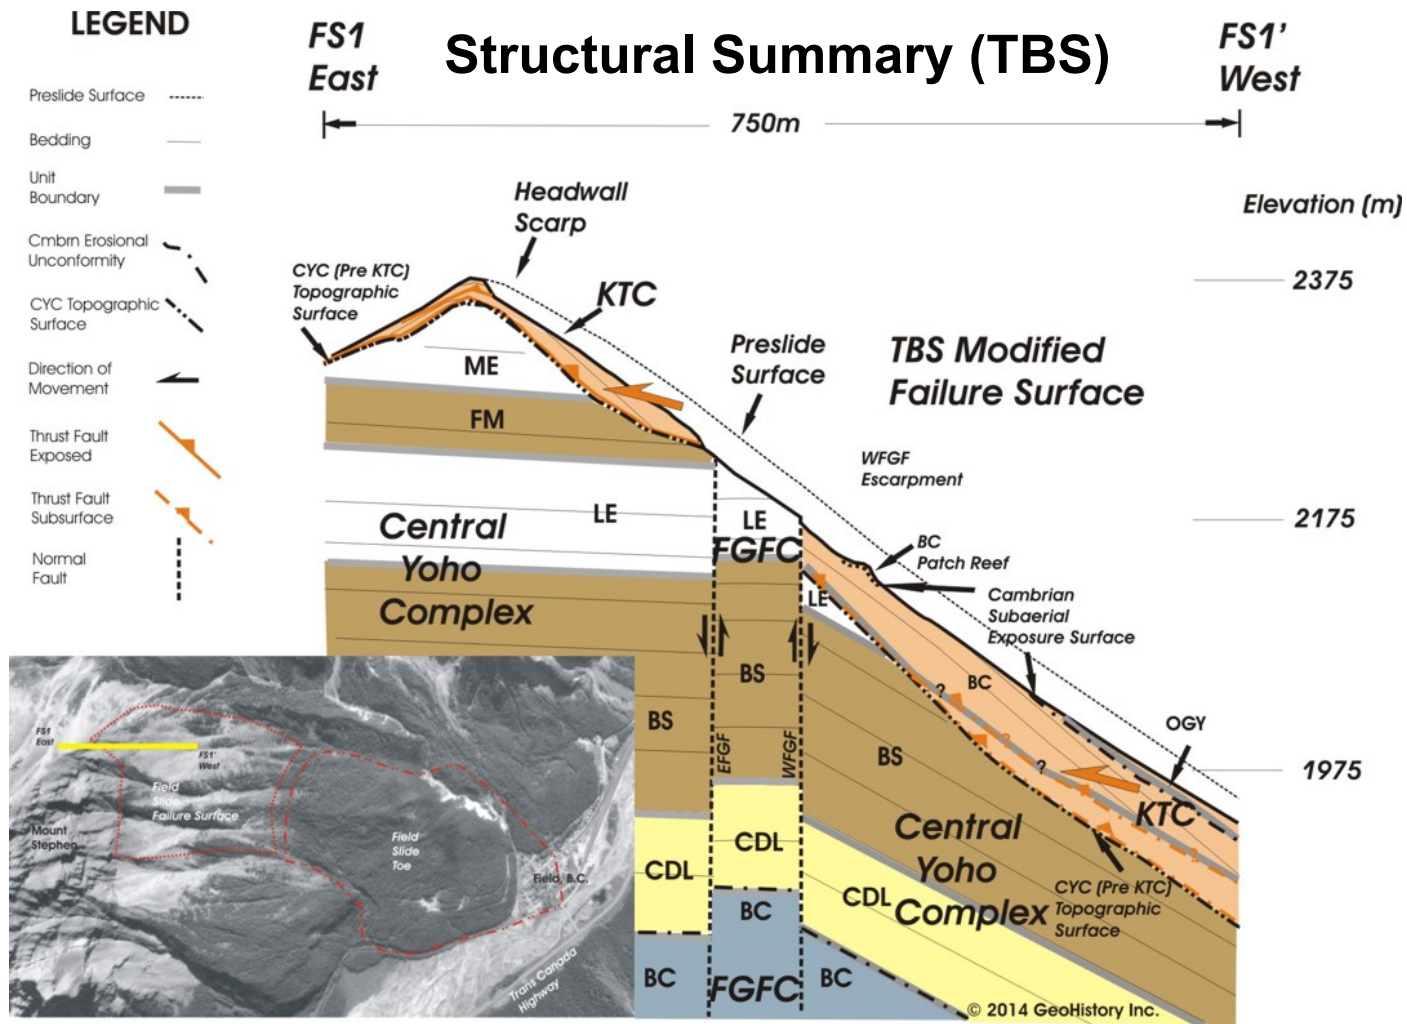 LEGEND
FS1
East
Structural Summary (TBS)
FS1’
West
750m
Preslide Surface
Bedding
Unit
Boundary
Cmbrn Erosional
Unconformity
CYC Topographic
Surface
Direction of
Movement
Thrust Fault
Exposed
Thrust Fault
Subsurface
Normal
Fault
Headwall
Scarp
Elevation (m)
CYC (Pre KTC)
Topographic
Surface
KTC
2375
Preslide
Surface
TBS Modified
Failure Surface
ME
FM
WFGF
Escarpment
2175
LE
LE
Central
Yoho
Complex
FGFC
BC
Patch Reef
LE
Cambrian
Subaerial
Exposure Surface
BS
BS
BS
EFGF
WFGF
?
BC
?
?
OGY
1975
KTC
?
Central
Yoho
Complex
CDL
CDL
CDL
CYC (Pre KTC)
Topographic
Surface
BC
BC
BC
FGFC
© 2014 GeoHistory Inc.
FS1
East
FS1'
West
Field
Slide
Failure Surface
Mount
Stephen
Field
Slide
Toe
Field, B.C.
Trans Canada
Highway